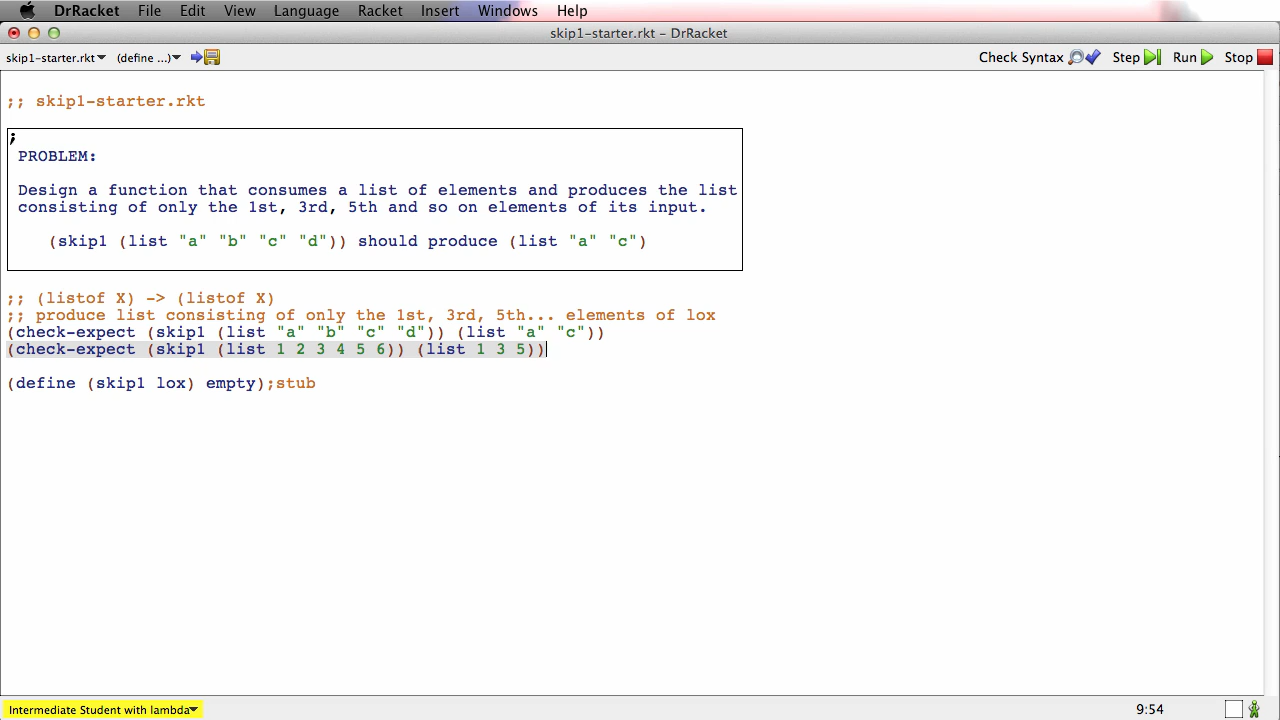 DrRacket File Edit View Language Racket Insert Windows Help
skip1-starter.rkt - DrRacket
skip1-starter.rkt (define ...) Check Syntax Step Run Stop
;; skip1-starter.rkt
;
PROBLEM:
Design a function that consumes a list of elements and produces the list
consisting of only the 1st, 3rd, 5th and so on elements of its input.
(skip1 (list "a" "b" "c" "d")) should produce (list "a" "c")
;; (listof X) -> (listof X)
;; produce list consisting of only the 1st, 3rd, 5th... elements of lox
(check-expect (skip1 (list "a" "b" "c" "d")) (list "a" "c"))
(check-expect (skip1 (list 1 2 3 4 5 6)) (list 1 3 5))
(define (skip1 lox) empty);stub
Intermediate Student with lambda 9:54